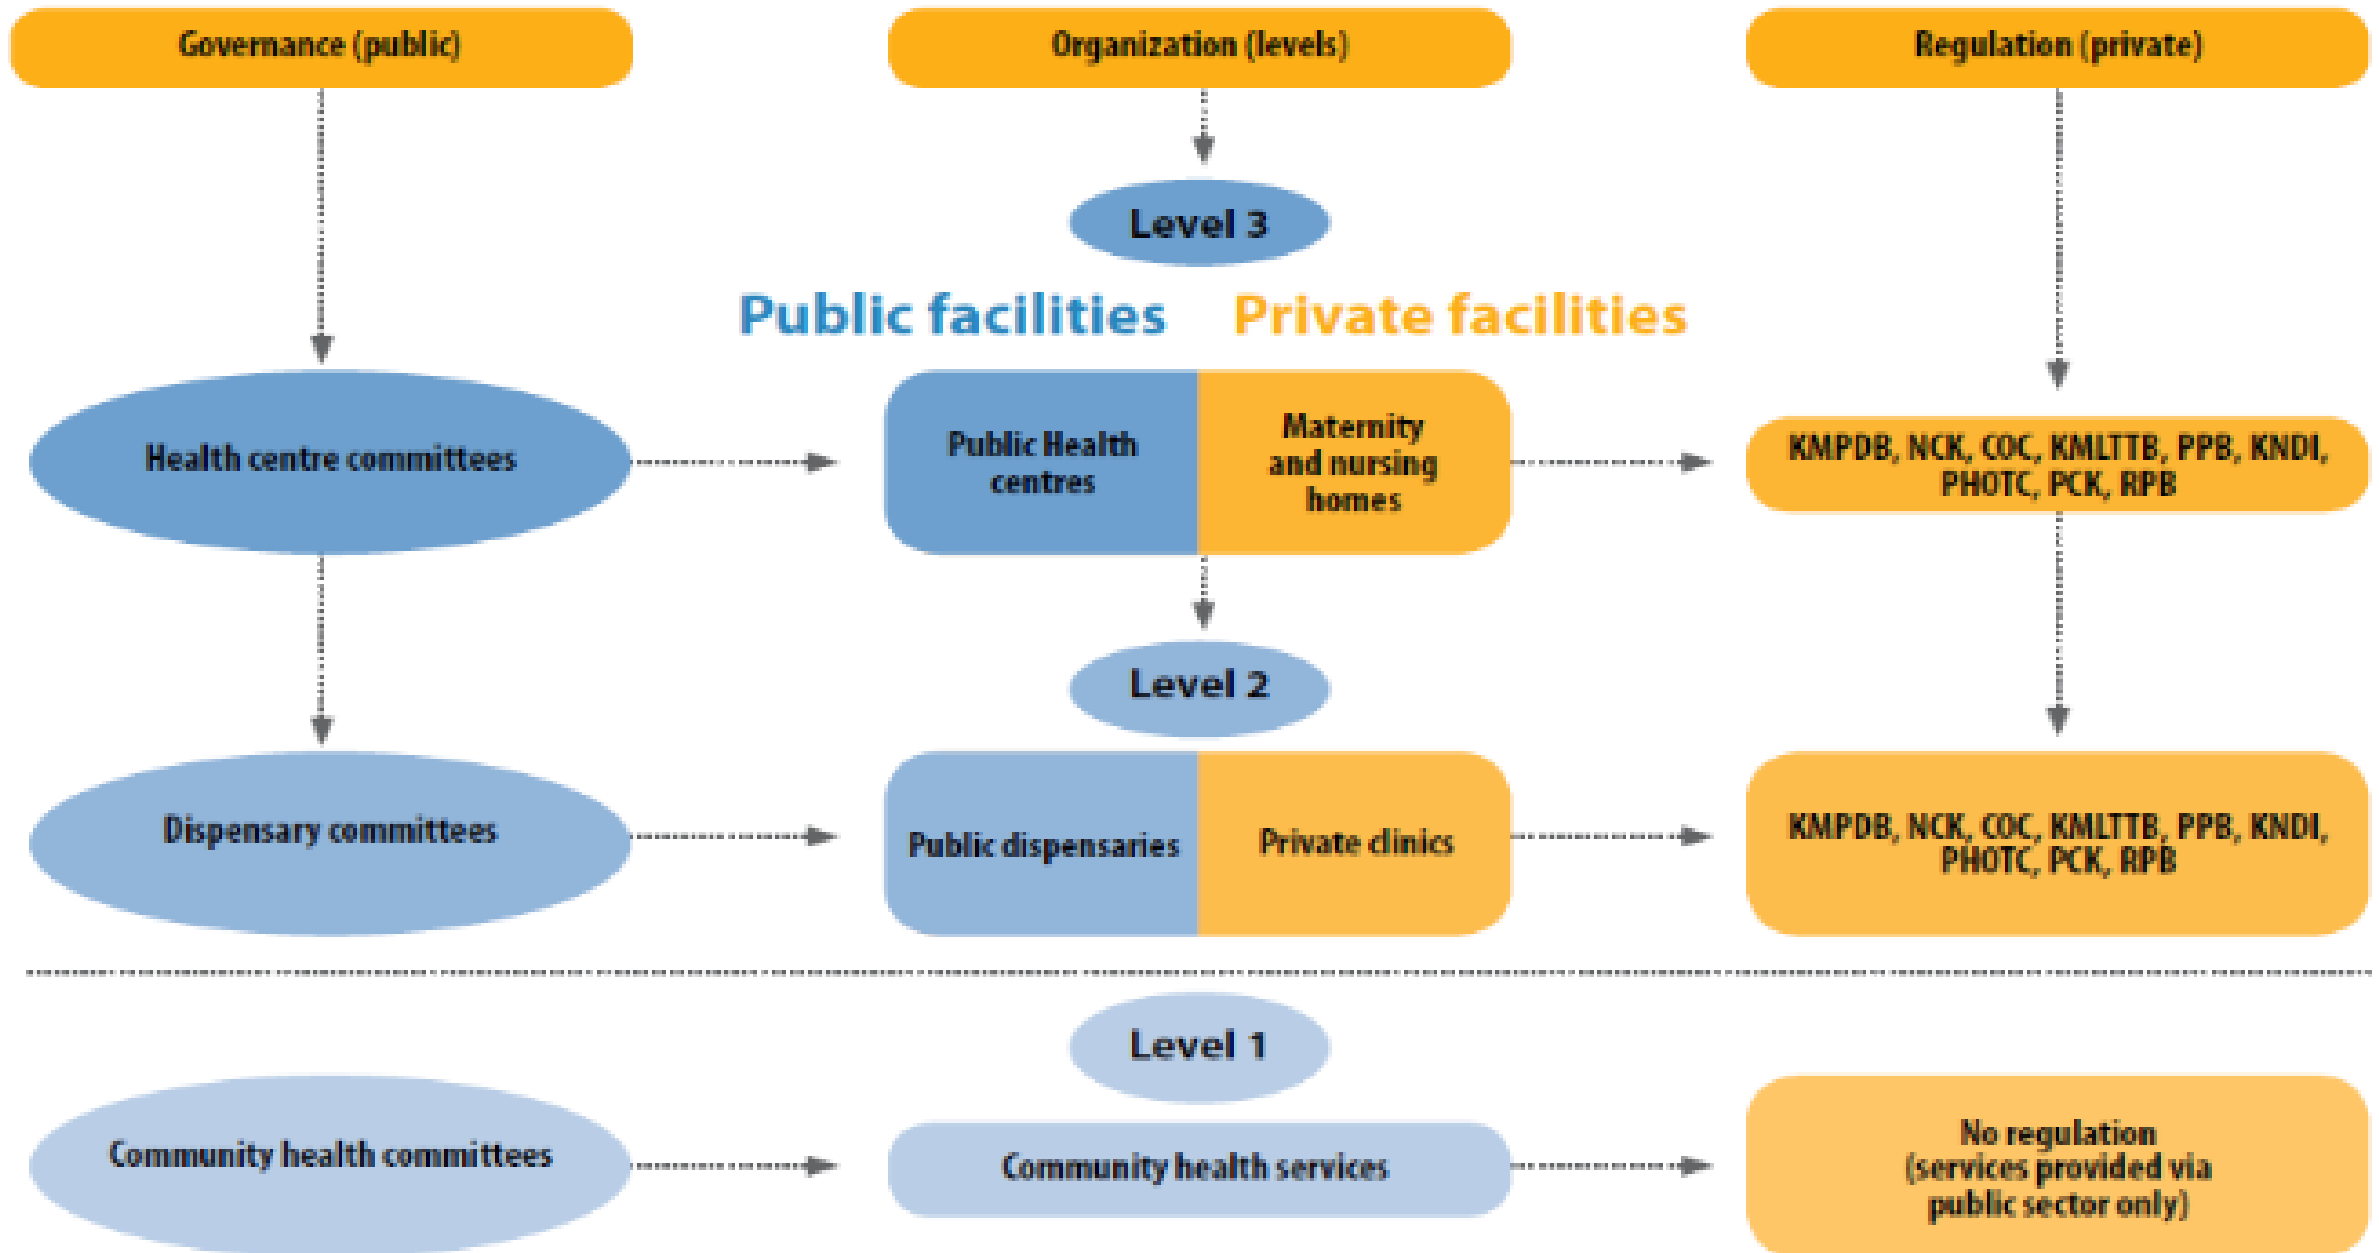 Governance (public)
Organization (levels)
Regulation (private)
Level 3
Public facilities
Private facilities
Health centre committees
Public Health
centres
Maternity
and nursing
homes
KMPDB, NCK, COC, KMLTTB, PPB, KNDI,
PHOTC, PCK, RPB
Level 2
Dispensary committees
Public dispensaries
Private clinics
KMPDB, NCK, COC, KMLTTB, PPB, KNDI,
PHOTC, PCK, RPB
Level 1
Community health committees
Community health services
No regulation
(services provided via
public sector only)